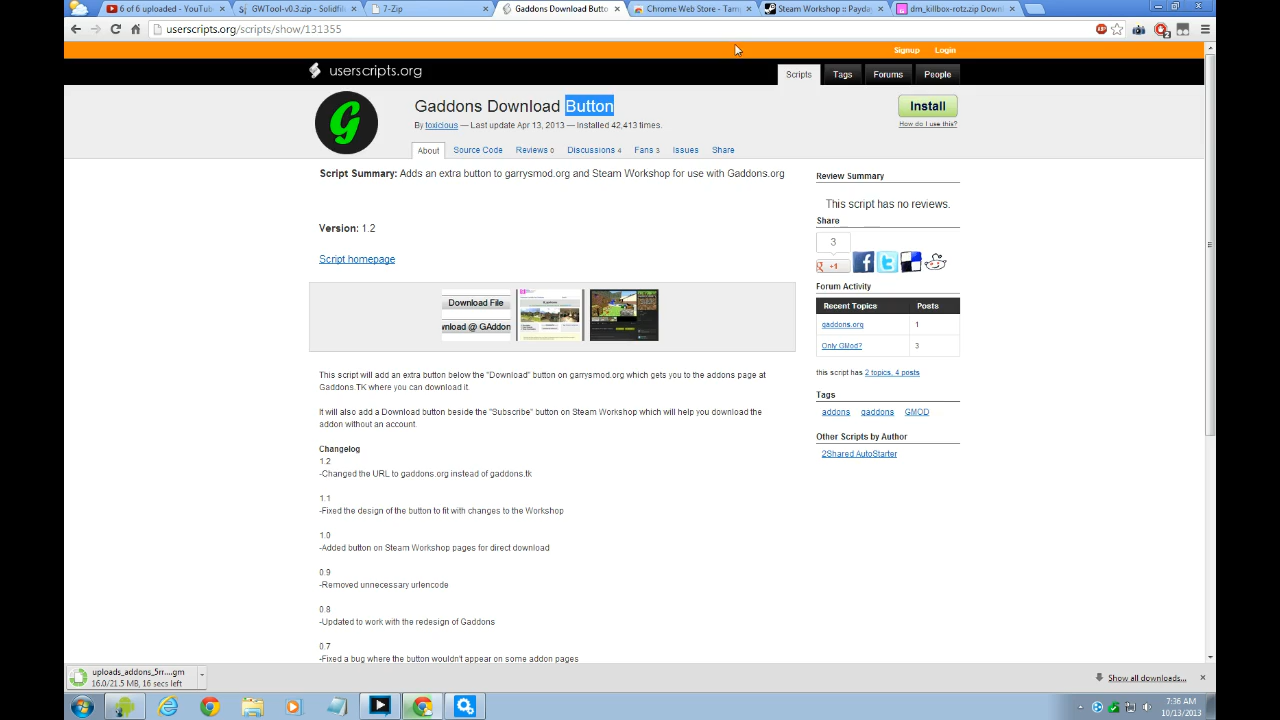 6 of 6 uploaded - YouTub
GWTool-v0.3.zip - Solidfil
7-Zip
Gaddons Download Butto
Chrome Web Store - Tam
Steam Workshop :: Payda
dm_killbox-rotz.zip Down
userscripts.org/scripts/show/131355
Signup Login
userscripts.org
Scripts Tags Forums People
G
Gaddons Download Button
By toxicious — Last update Apr 13, 2013 — Installed 42,413 times.
Install
How do I use this?
About Source Code Reviews 0 Discussions 4 Fans 3 Issues Share
Script Summary: Adds an extra button to garrysmod.org and Steam Workshop for use with Gaddons.org
Version: 1.2
Script homepage
Download File
wnload @ GAddon
This script will add an extra button below the "Download" button on garrysmod.org which gets you to the addons page at
Gaddons.TK where you can download it.
It will also add a Download button beside the "Subscribe" button on Steam Workshop which will help you download the
addon without an account.
Changelog
1.2
-Changed the URL to gaddons.org instead of gaddons.tk
1.1
-Fixed the design of the button to fit with changes to the Workshop
1.0
-Added button on Steam Workshop pages for direct download
0.9
-Removed unnecessary urlencode
0.8
-Updated to work with the redesign of Gaddons
0.7
-Fixed a bug where the button wouldn't appear on some addon pages
Review Summary
This script has no reviews.
Share
3
+1
Forum Activity
Recent Topics Posts
gaddons.org 1
Only GMod? 3
this script has 2 topics, 4 posts
Tags
addons gaddons GMOD
Other Scripts by Author
2Shared AutoStarter
uploads_addons_5rr....gm
16.0/21.5 MB, 16 secs left
Show all downloads...
7:36 AM
10/13/2013